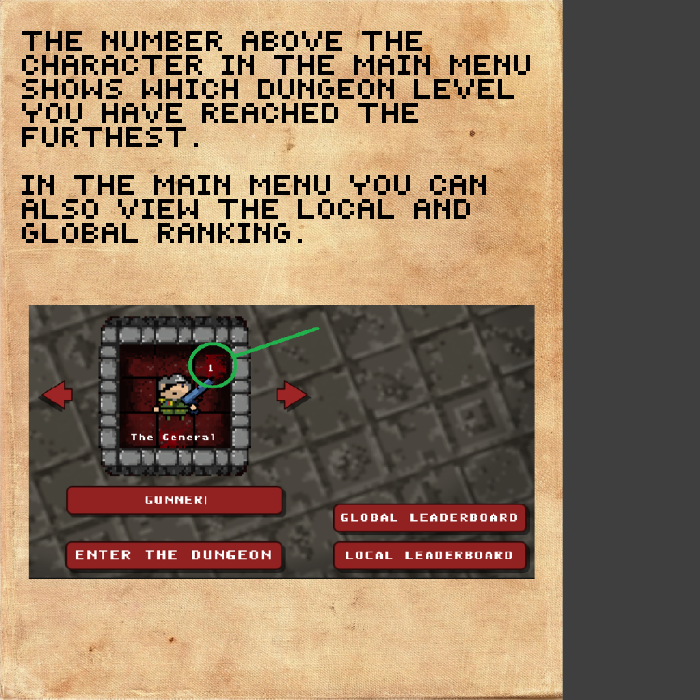 THE NUMBER ABOVE THE
CHARACTER IN THE MAIN MENU
SHOWS WHICH DUNGEON LEVEL
YOU HAVE REACHED THE
FURTHEST.
IN THE MAIN MENU YOU CAN
ALSO VIEW THE LOCAL AND
GLOBAL RANKING.
1
The General
GUNNER|
GLOBAL LEADERBOARD
ENTER THE DUNGEON
LOCAL LEADERBOARD